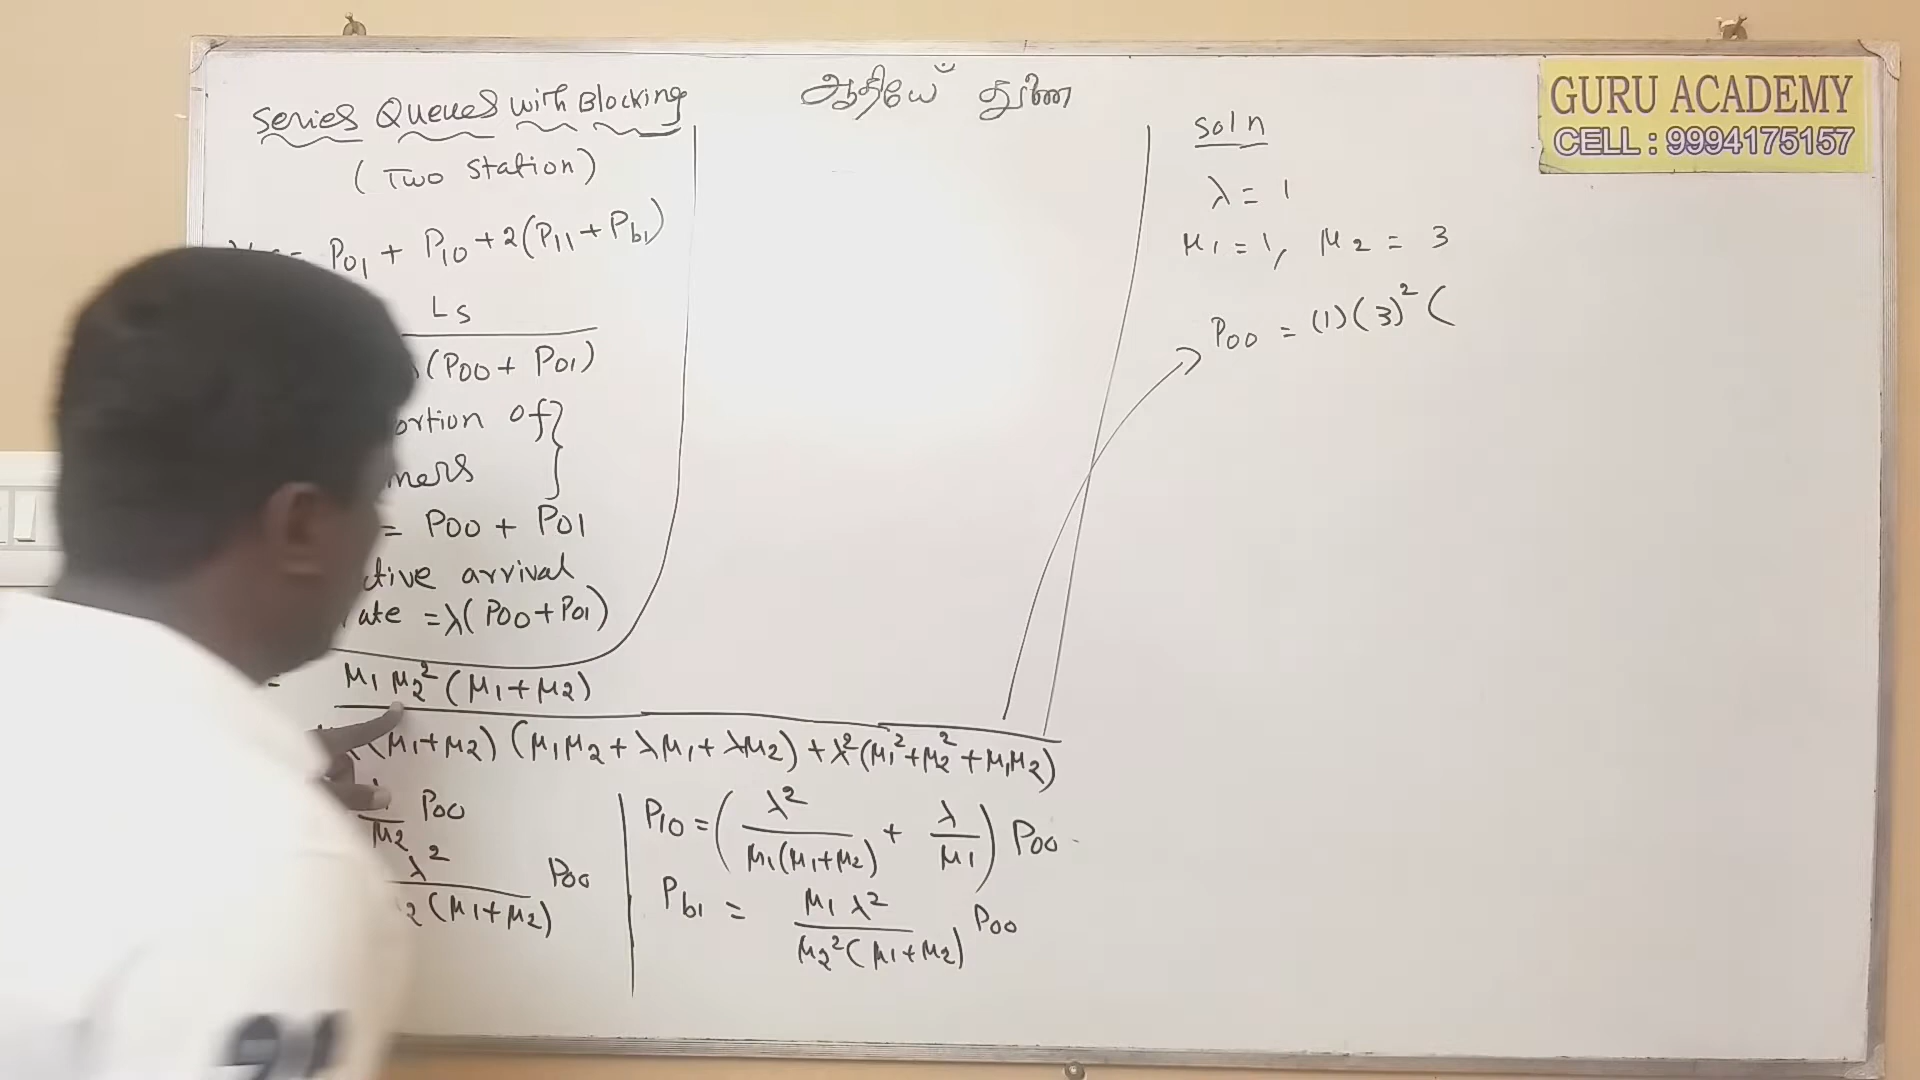 ஆதியே துணை
GURU ACADEMY
CELL : 9994175157
Series Queues with Blocking
(Two Station)
= P01 + P10 + 2(P11 + Pb1)
Ls
(P00 + P01)
ortion of }
mers
= P00 + P01
ctive arrival
ate = λ(P00 + P01)
= μ1 μ2² (μ1 + μ2)
(μ1 + μ2) (μ1μ2 + λμ1 + λμ2) + λ² (μ1² + μ2² + μ1μ2)
μ2 P00
λ²
2 (μ1 + μ2) P00
P10 = (λ² / μ1(μ1 + μ2) + λ / μ1) P00
Pb1 = μ1 λ² / μ2² (μ1 + μ2) P00
soln
λ = 1
μ1 = 1, μ2 = 3
P00 = (1)(3)² (